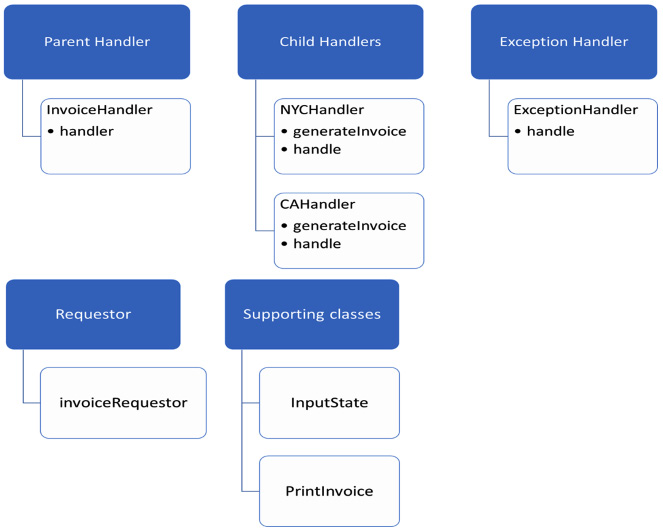 Parent Handler
InvoiceHandler
• handler
Child Handlers
NYCHandler
• generateInvoice
• handle
CAHandler
• generateInvoice
• handle
Exception Handler
ExceptionHandler
• handle
Requestor
invoiceRequestor
Supporting classes
InputState
PrintInvoice